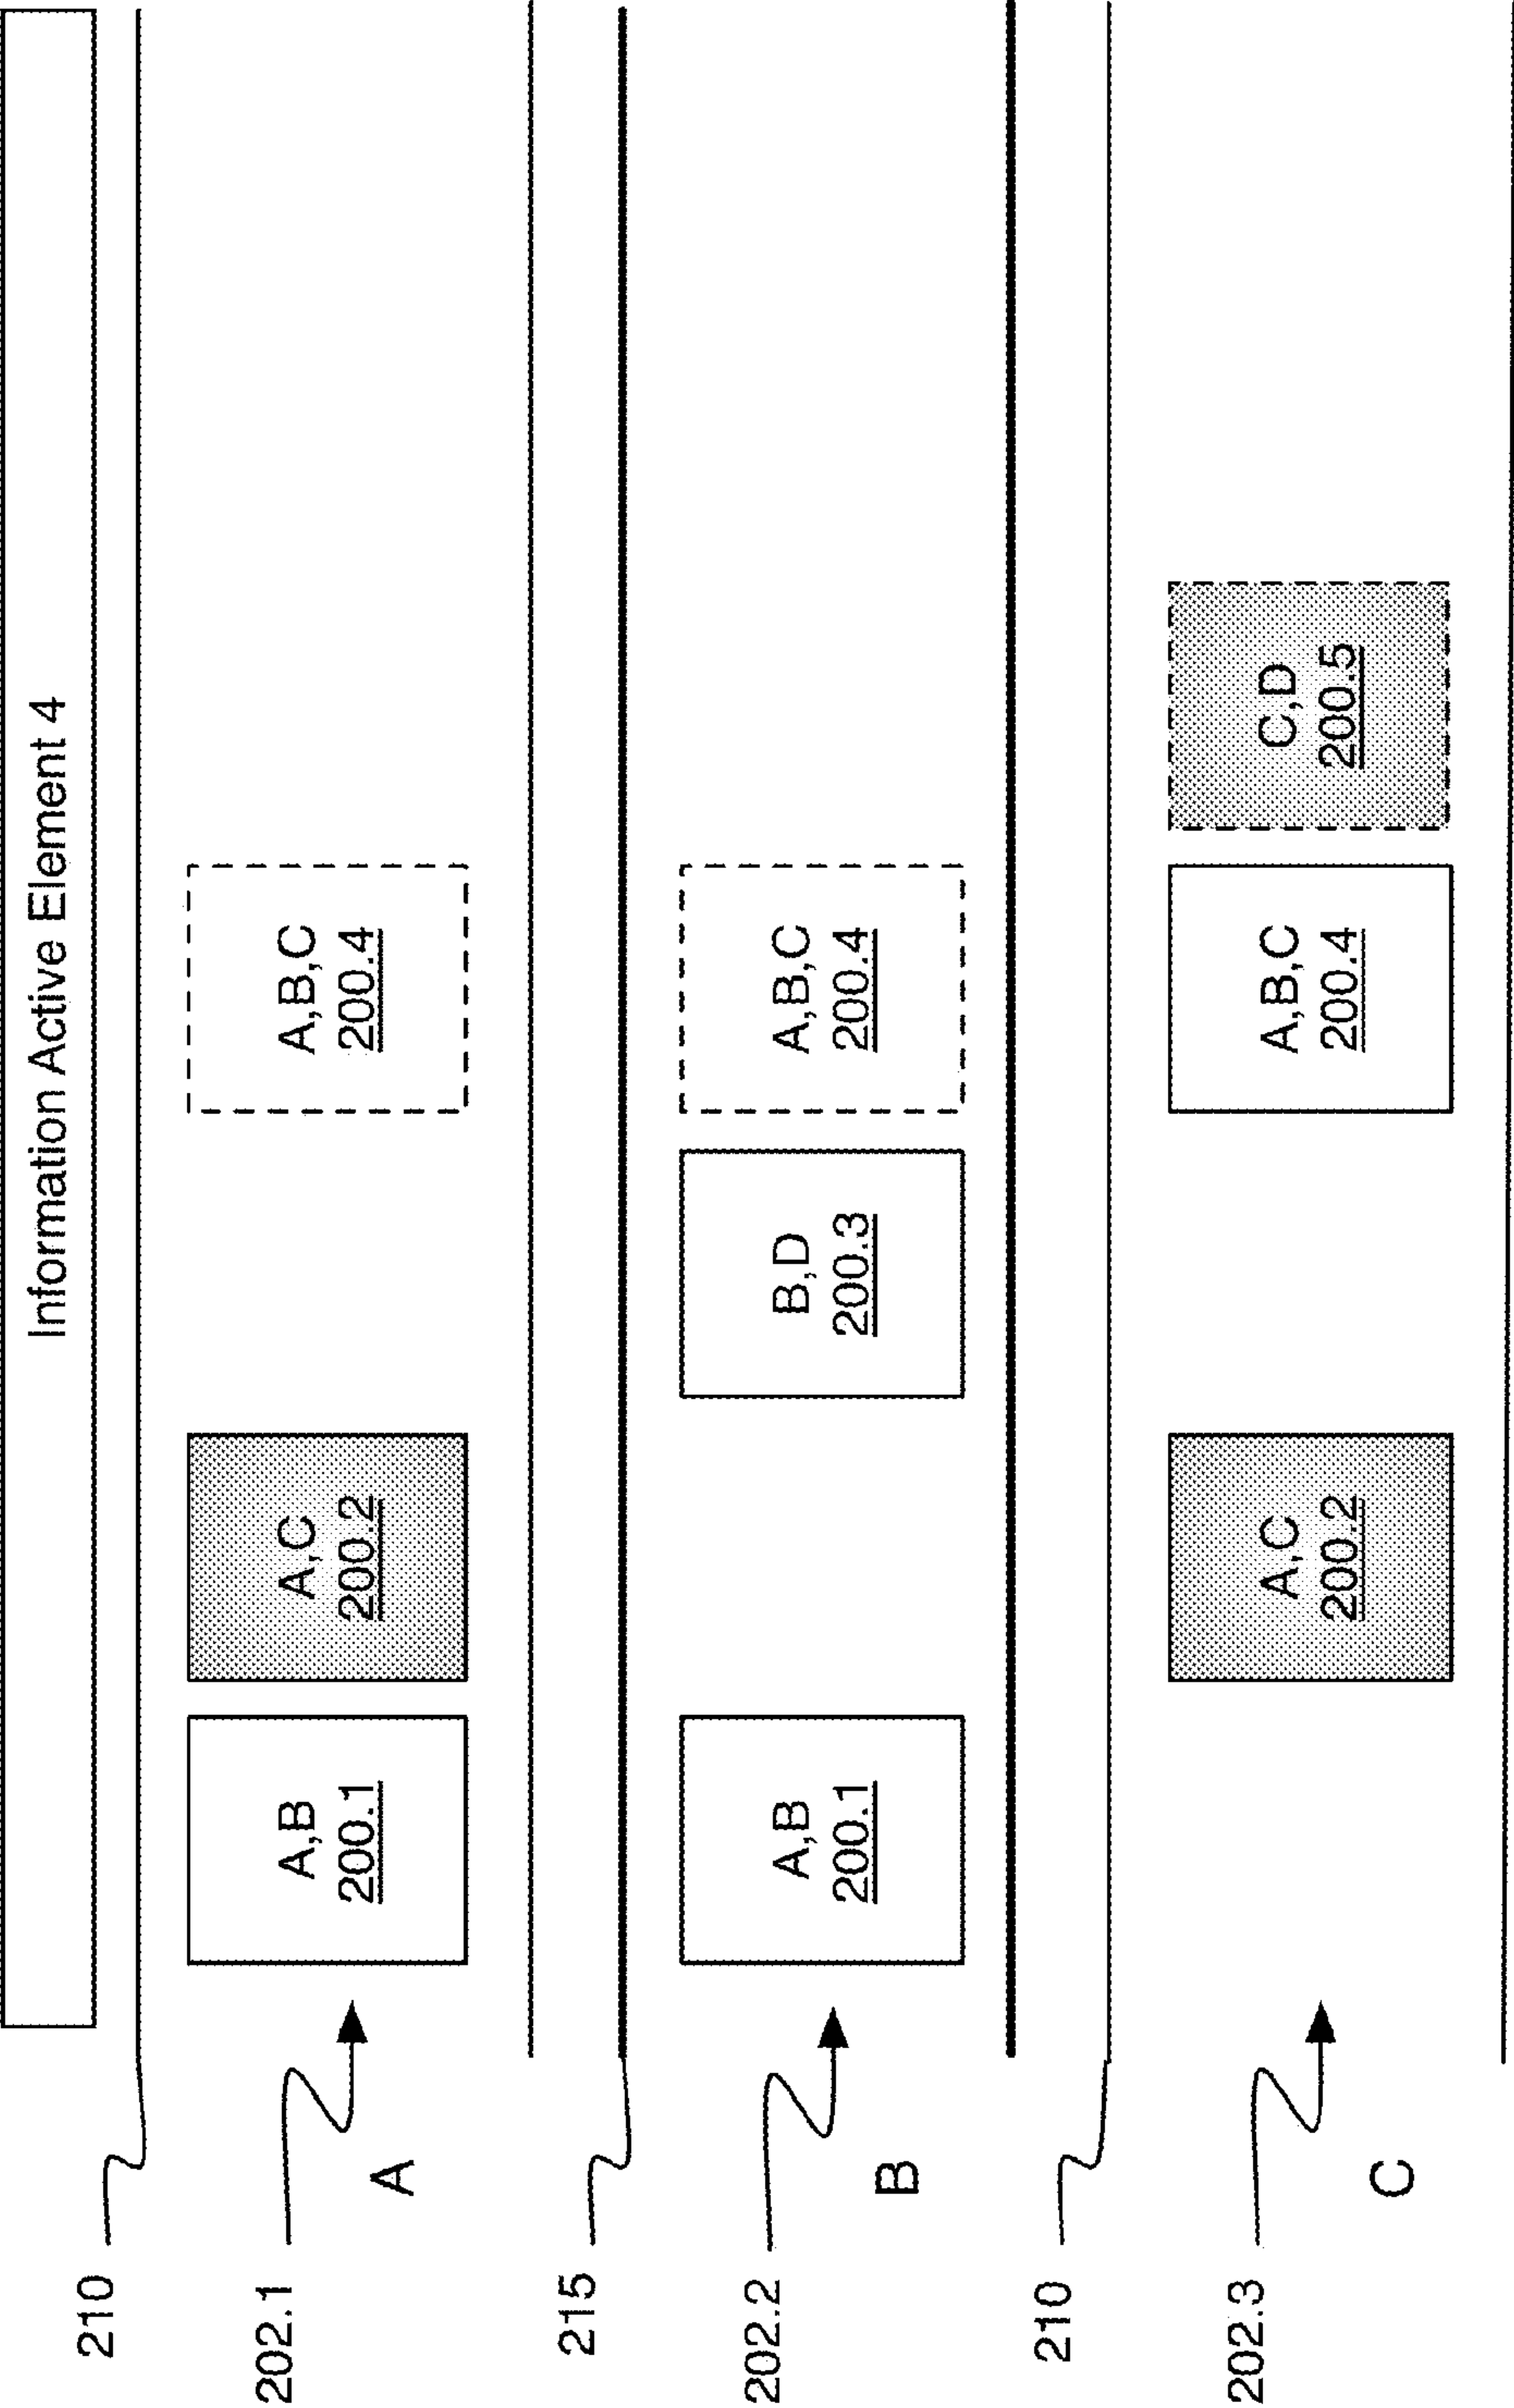 Information Active Element 4
210
202.1
A
A,B
200.1
A,C
200.2
A,B,C
200.4
215
202.2
B
A,B
200.1
B,D
200.3
A,B,C
200.4
210
202.3
C
A,C
200.2
A,B,C
200.4
C,D
200.5